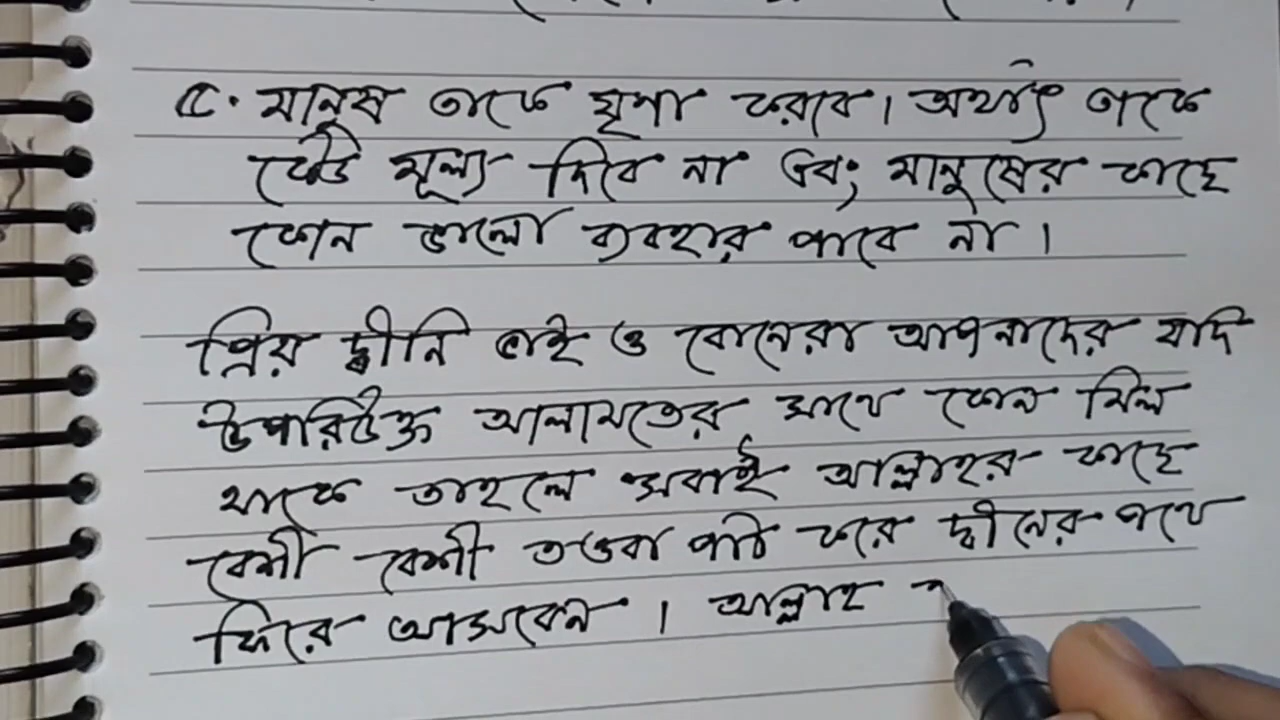 ৫. মানুষ তাকে ঘৃণা করবে। অর্থাৎ তাকে
কেউ মূল্য দিবে না এবং মানুষের কাছে
কোন ভালো ব্যবহার পাবে না।
প্রিয় দ্বীনি ভাই ও বোনেরা আপনাদের যদি
উপরিউক্ত আলামতের সাথে কোন মিল
থাকে তাহলে সবাই আল্লাহর কাছে
বেশী বেশী তওবা পাঠ করে দ্বীনের পথে
ফিরে আসবেন। আল্লাহ